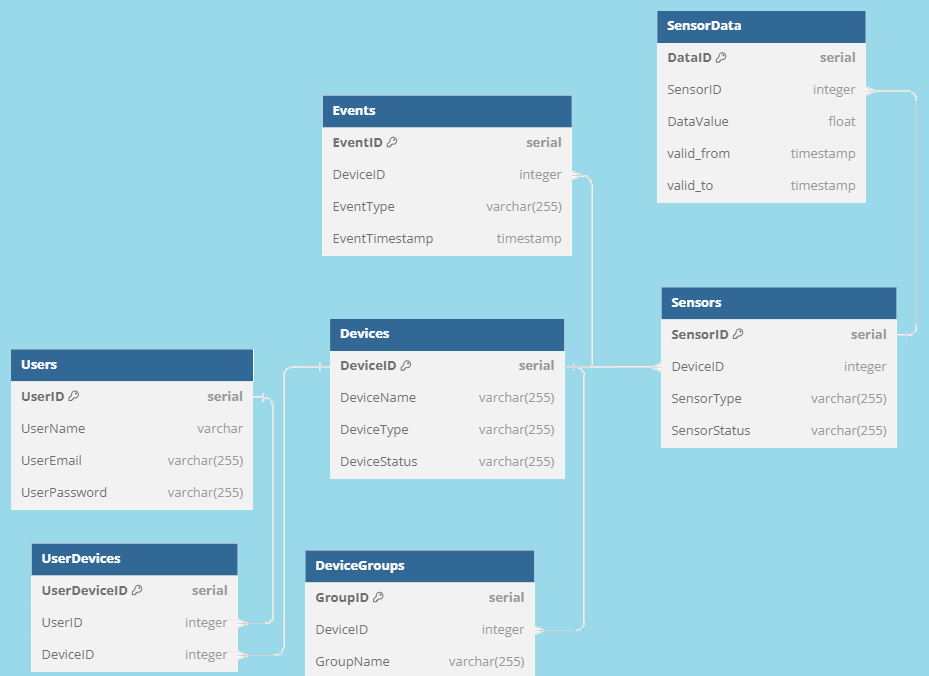 SensorData
DataID serial
SensorID integer
DataValue float
valid_from timestamp
valid_to timestamp
Events
EventID serial
DeviceID integer
EventType varchar(255)
EventTimestamp timestamp
Sensors
SensorID serial
DeviceID integer
SensorType varchar(255)
SensorStatus varchar(255)
Devices
DeviceID serial
DeviceName varchar(255)
DeviceType varchar(255)
DeviceStatus varchar(255)
Users
UserID serial
UserName varchar
UserEmail varchar(255)
UserPassword varchar(255)
UserDevices
UserDeviceID serial
UserID integer
DeviceID integer
DeviceGroups
GroupID serial
DeviceID integer
GroupName varchar(255)